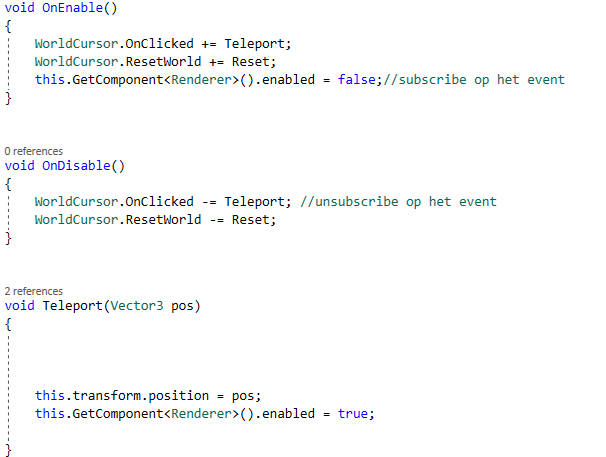 void OnEnable()
{
WorldCursor.OnClicked += Teleport;
WorldCursor.ResetWorld += Reset;
this.GetComponent<Renderer>().enabled = false;//subscribe op het event
}
0 references
void OnDisable()
{
WorldCursor.OnClicked -= Teleport; //unsubscribe op het event
WorldCursor.ResetWorld -= Reset;
}
2 references
void Teleport(Vector3 pos)
{
this.transform.position = pos;
this.GetComponent<Renderer>().enabled = true;
}